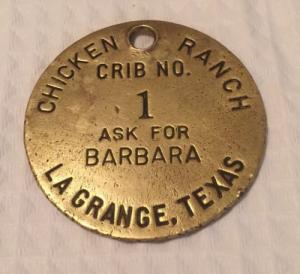 CHICKEN RANCH
CRIB NO.
1
ASK FOR
BARBARA
LA GRANGE, TEXAS